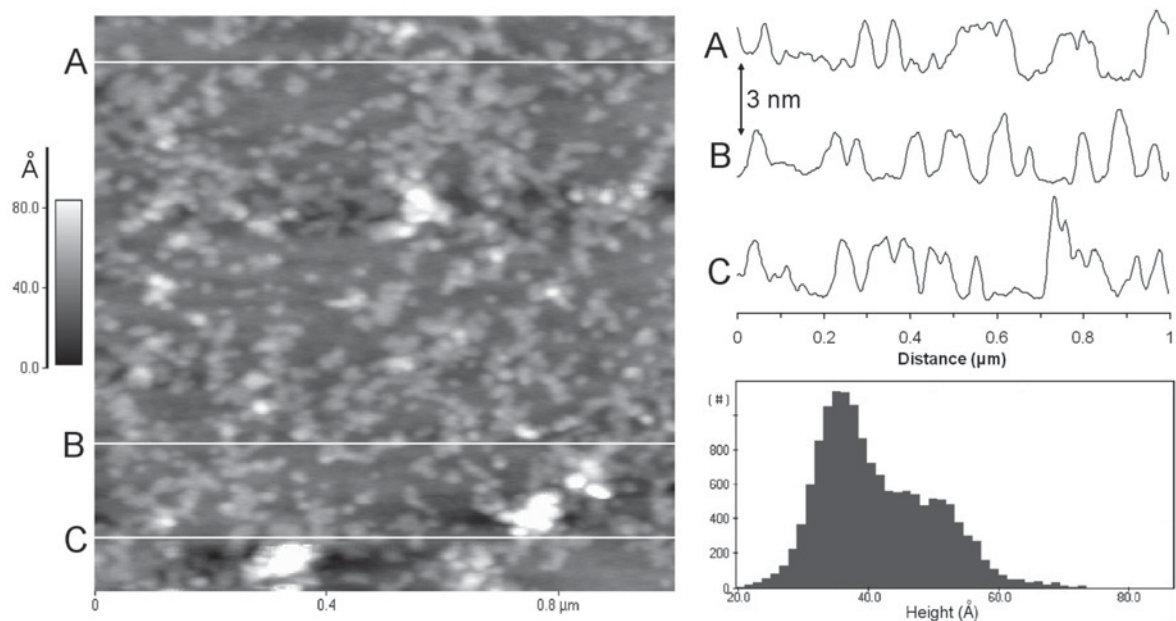 A
Å
80.0
40.0
0.0
B
C
0 0.4 0.8 µm
A
3 nm
B
C
0 0.2 0.4 0.6 0.8 1
Distance (µm)
(#)
800
600
400
200
0
20.0 40.0 60.0 80.0
Height (Å)